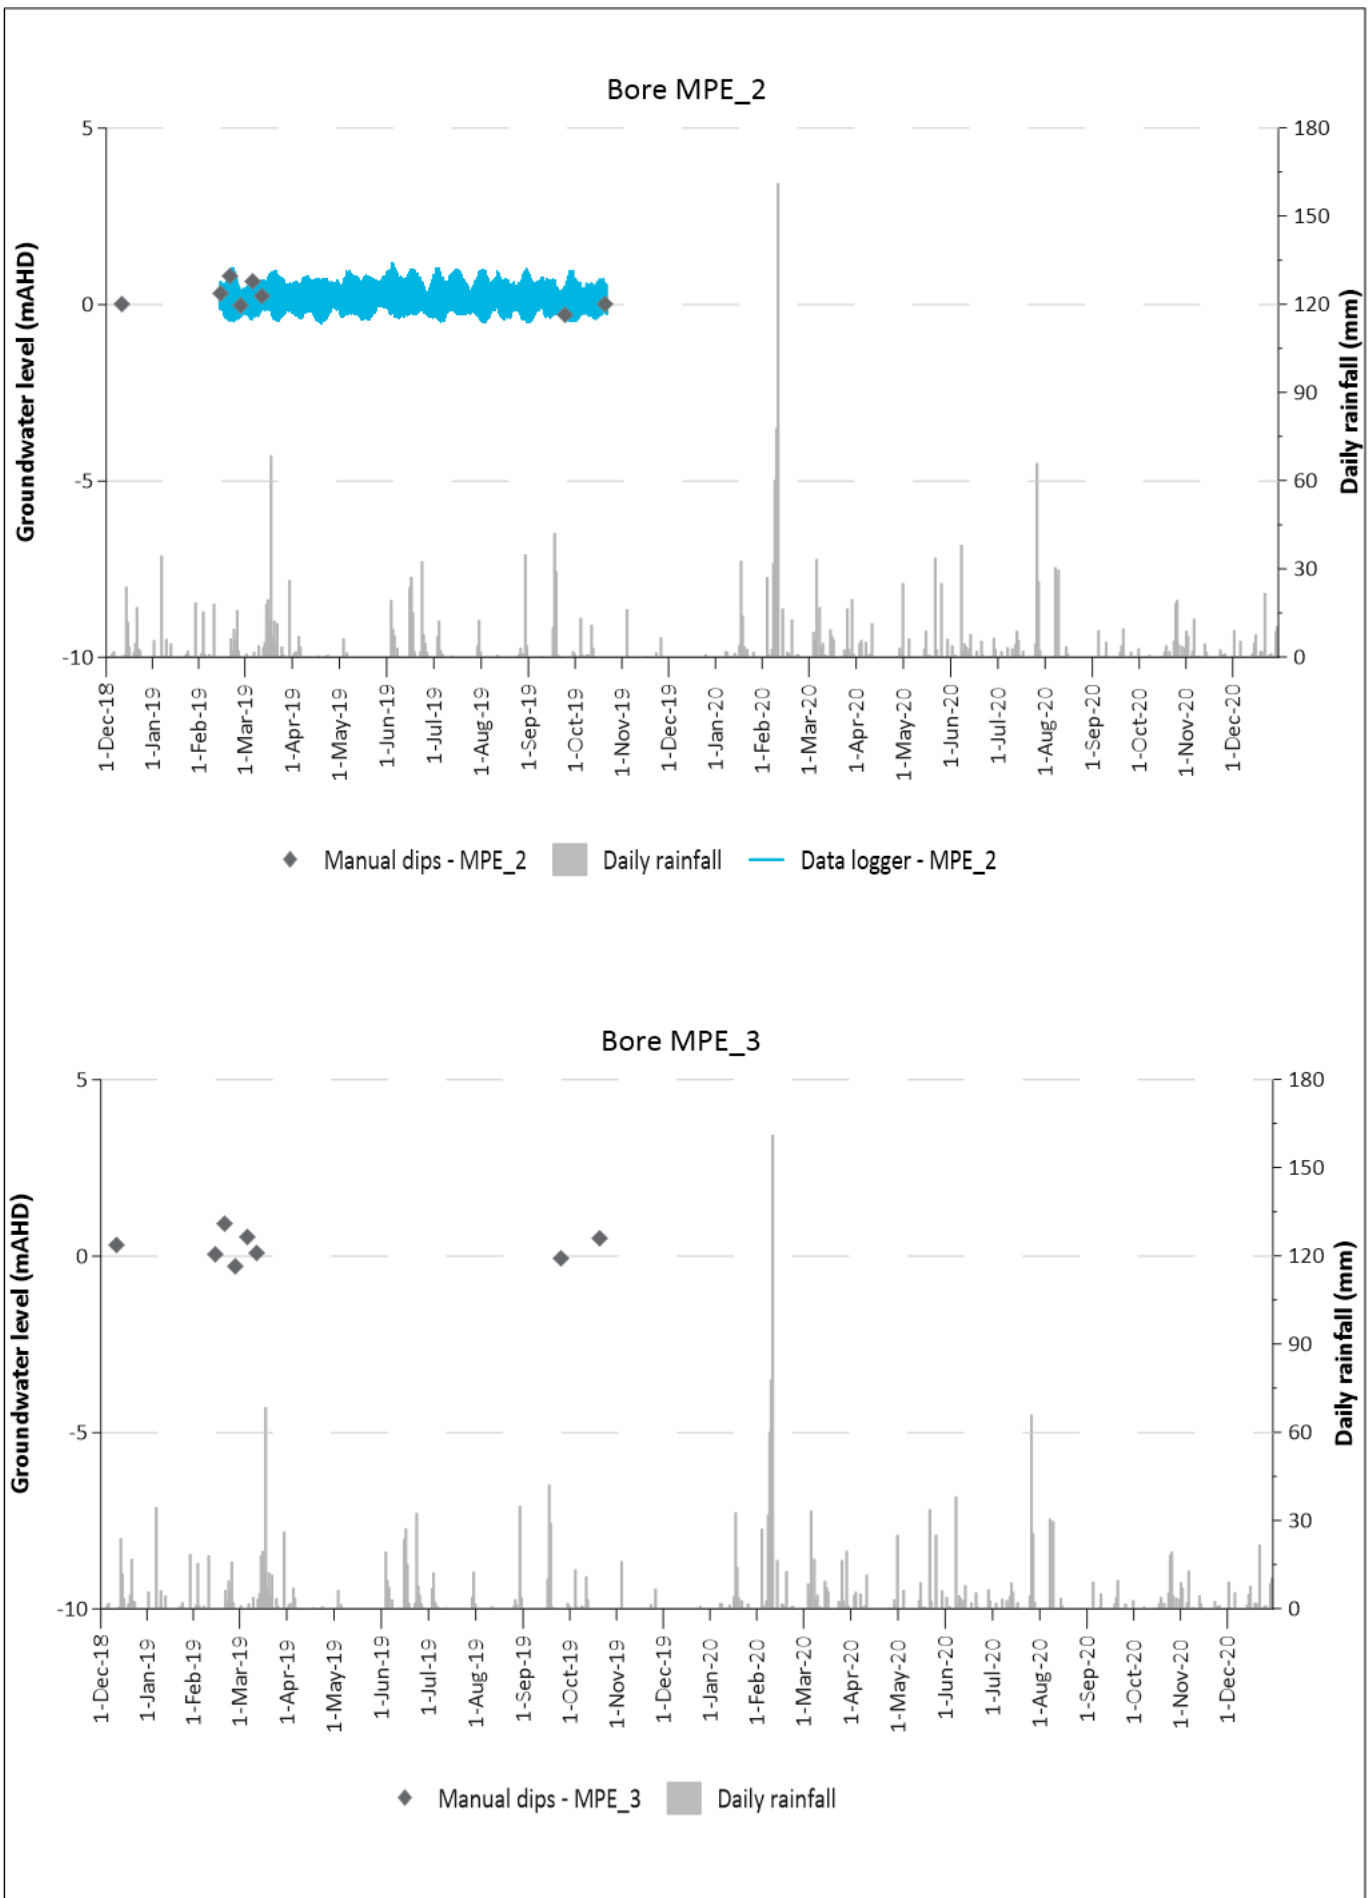 Bore MPE_2
Groundwater level (mAHD)
5
0
-5
-10
180
150
120
90
60
30
0
Daily rainfall (mm)
1-Dec-18
1-Jan-19
1-Feb-19
1-Mar-19
1-Apr-19
1-May-19
1-Jun-19
1-Jul-19
1-Aug-19
1-Sep-19
1-Oct-19
1-Nov-19
1-Dec-19
1-Jan-20
1-Feb-20
1-Mar-20
1-Apr-20
1-May-20
1-Jun-20
1-Jul-20
1-Aug-20
1-Sep-20
1-Oct-20
1-Nov-20
1-Dec-20
Manual dips - MPE_2 Daily rainfall Data logger - MPE_2
Bore MPE_3
Groundwater level (mAHD)
5
0
-5
-10
180
150
120
90
60
30
0
Daily rainfall (mm)
1-Dec-18
1-Jan-19
1-Feb-19
1-Mar-19
1-Apr-19
1-May-19
1-Jun-19
1-Jul-19
1-Aug-19
1-Sep-19
1-Oct-19
1-Nov-19
1-Dec-19
1-Jan-20
1-Feb-20
1-Mar-20
1-Apr-20
1-May-20
1-Jun-20
1-Jul-20
1-Aug-20
1-Sep-20
1-Oct-20
1-Nov-20
1-Dec-20
Manual dips - MPE_3 Daily rainfall